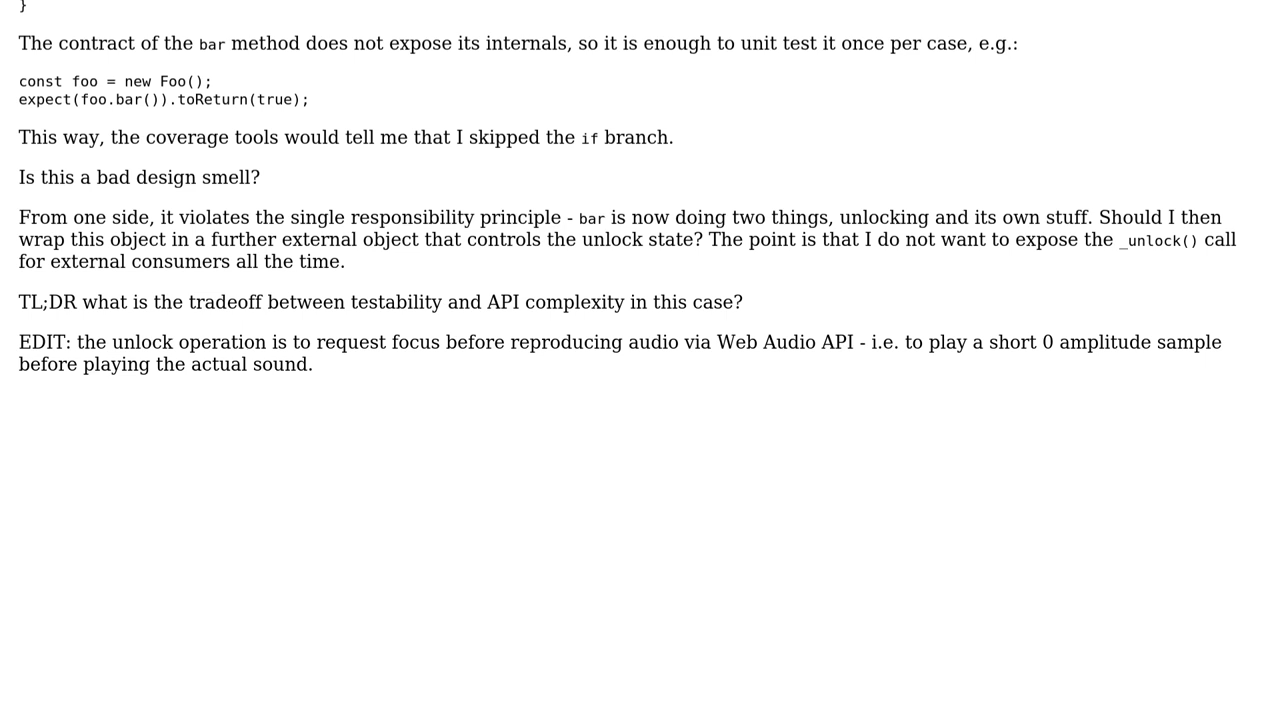 }
The contract of the bar method does not expose its internals, so it is enough to unit test it once per case, e.g.:
const foo = new Foo();
expect(foo.bar()).toReturn(true);
This way, the coverage tools would tell me that I skipped the if branch.
Is this a bad design smell?
From one side, it violates the single responsibility principle - bar is now doing two things, unlocking and its own stuff. Should I then
wrap this object in a further external object that controls the unlock state? The point is that I do not want to expose the _unlock() call
for external consumers all the time.
TL;DR what is the tradeoff between testability and API complexity in this case?
EDIT: the unlock operation is to request focus before reproducing audio via Web Audio API - i.e. to play a short 0 amplitude sample
before playing the actual sound.